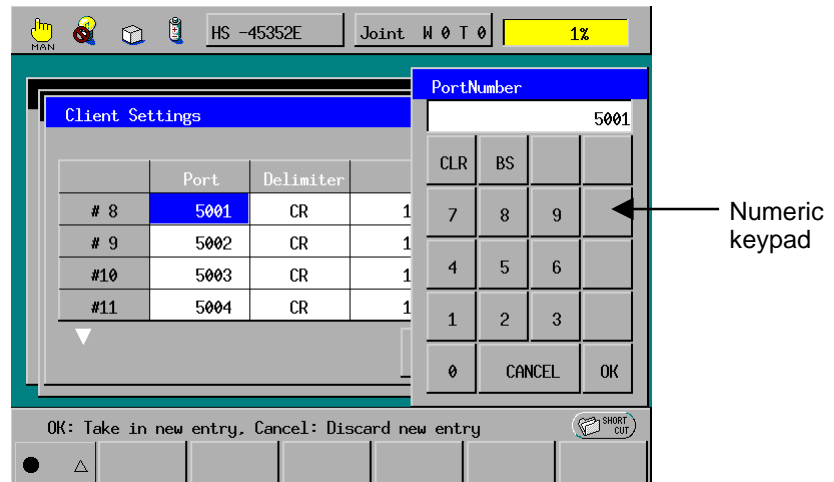 MAN
HS -45352E
Joint W 0 T 0
1%
PortNumber
5001
Client Settings
Port Delimiter
# 8 5001 CR 1
# 9 5002 CR 1
#10 5003 CR 1
#11 5004 CR 1
CLR BS
7 8 9
4 5 6
1 2 3
0 CANCEL OK
Numeric
keypad
OK: Take in new entry, Cancel: Discard new entry
SHORT
CUT